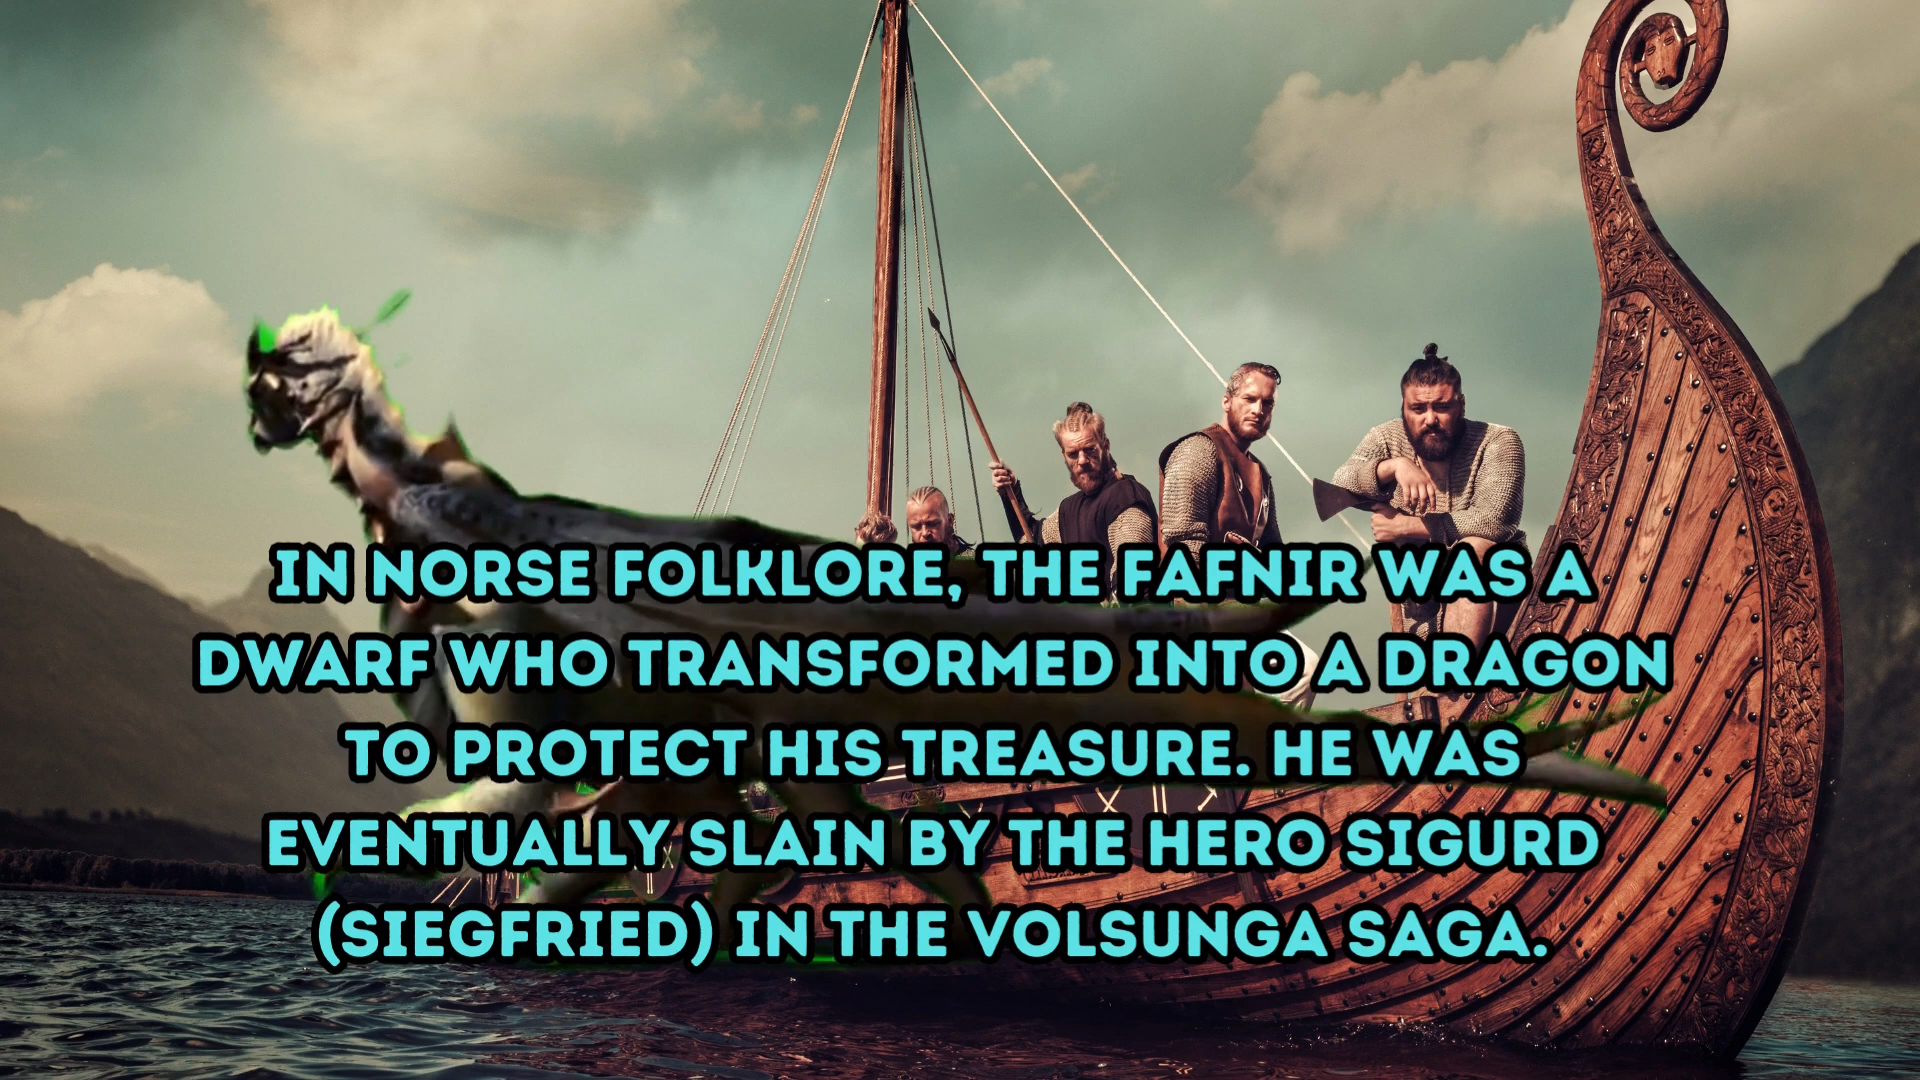 IN NORSE FOLKLORE, THE FAFNIR WAS A
DWARF WHO TRANSFORMED INTO A DRAGON
TO PROTECT HIS TREASURE. HE WAS
EVENTUALLY SLAIN BY THE HERO SIGURD
(SIEGFRIED) IN THE VOLSUNGA SAGA.